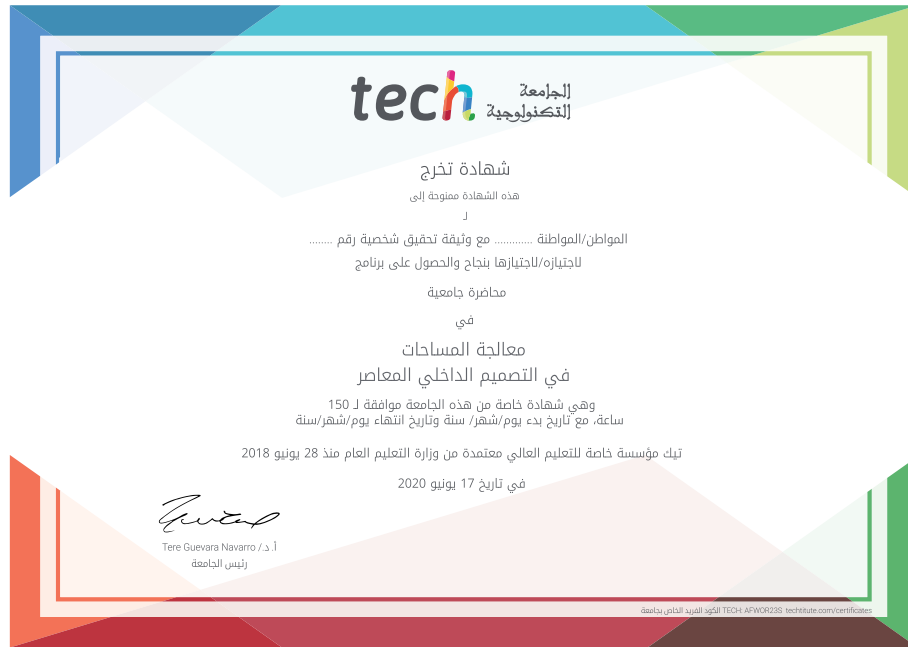 tech الجامعة
التكنولوجية
شهادة تخرج
هذه الشهادة ممنوحة إلى
لـ
المواطن/المواطنة ............. مع وثيقة تحقيق شخصية رقم ........
لاجتيازه/لاجتيازها بنجاح والحصول على برنامج
محاضرة جامعية
في
معالجة المساحات
في التصميم الداخلي المعاصر
وهي شهادة خاصة من هذه الجامعة موافقة لـ 150
ساعة، مع تاريخ بدء يوم/شهر/ سنة وتاريخ انتهاء يوم/شهر/سنة
تيك مؤسسة خاصة للتعليم العالي معتمدة من وزارة التعليم العام منذ 28 يونيو 2018
في تاريخ 17 يونيو 2020
أ. د./ Tere Guevara Navarro
رئيس الجامعة
الكود الفريد الخاص بجامعة TECH: AFWOR23S techtitute.com/certificates